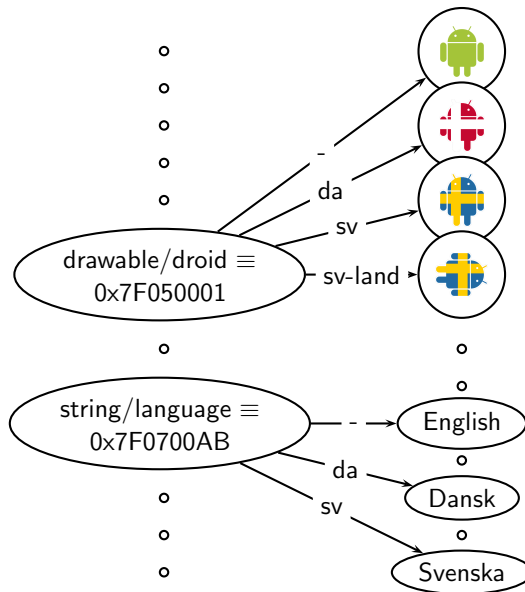 -
da
sv
drawable/droid ≡
0x7F050001
sv-land
string/language ≡
0x7F0700AB
-
English
da
Dansk
sv
Svenska